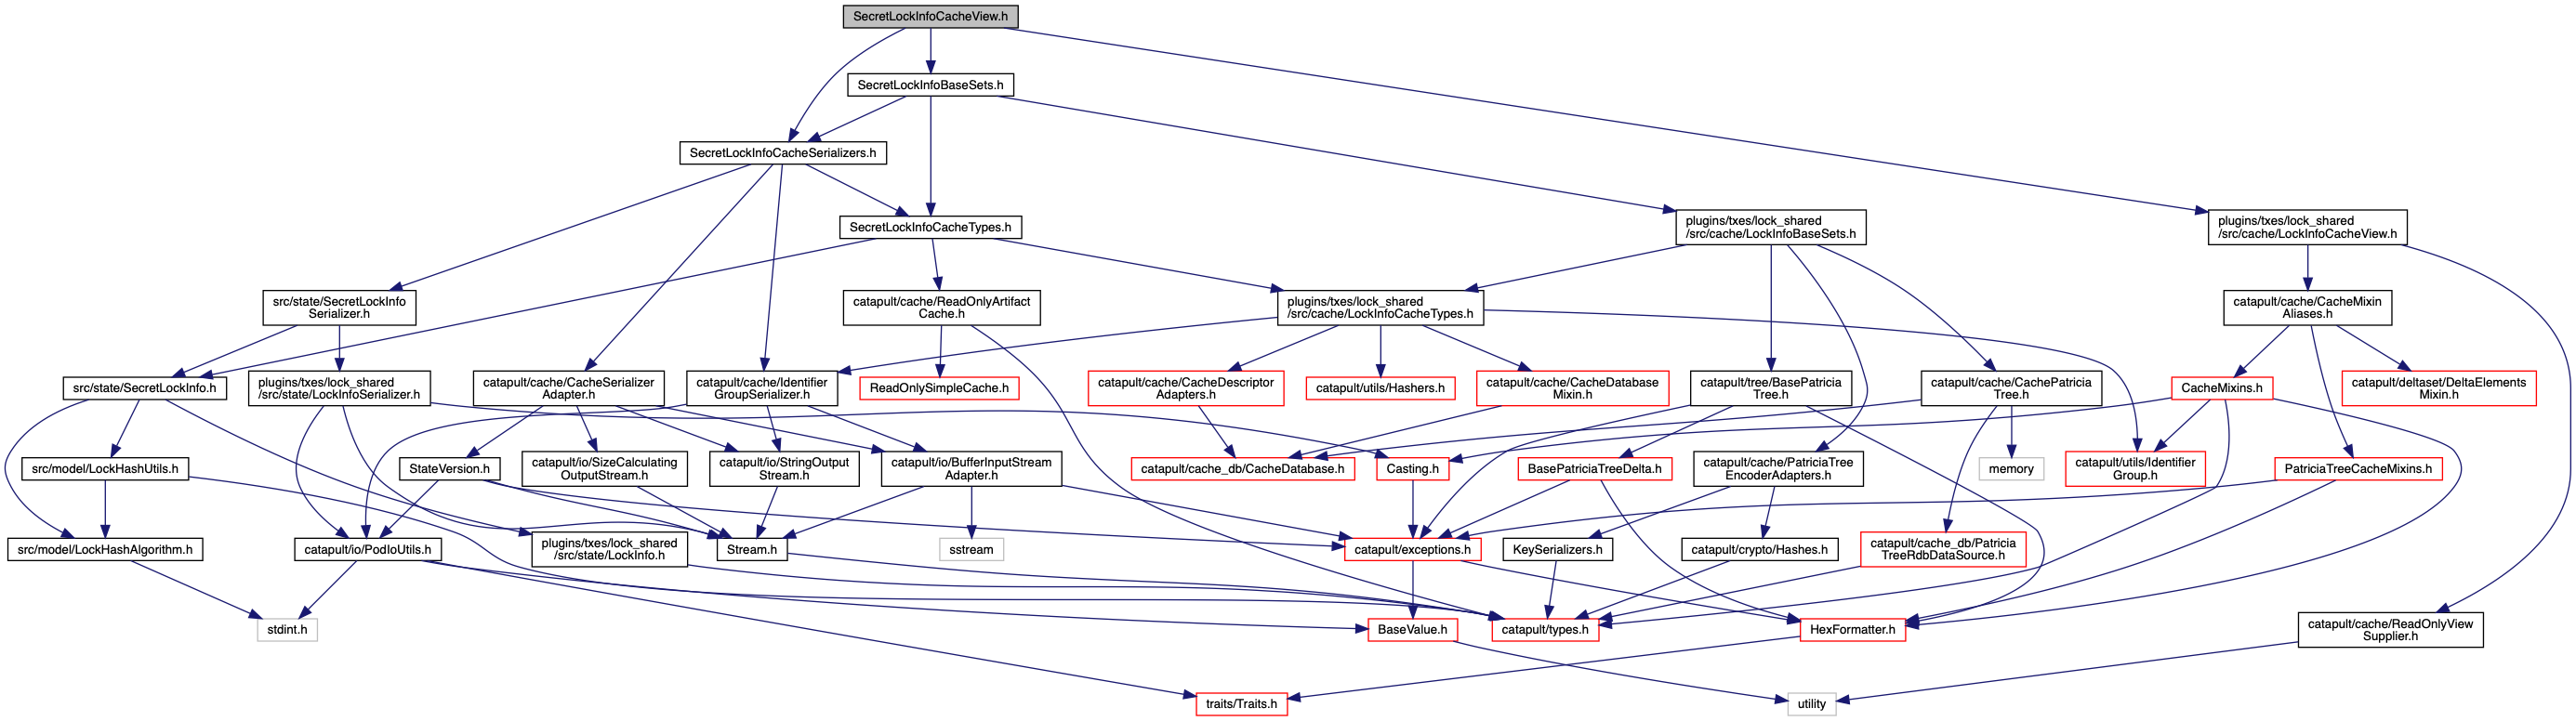 SecretLockInfoCacheView.h
SecretLockInfoBaseSets.h
SecretLockInfoCacheSerializers.h
SecretLockInfoCacheTypes.h
plugins/txes/lock_shared
/src/cache/LockInfoBaseSets.h
plugins/txes/lock_shared
/src/cache/LockInfoCacheView.h
src/state/SecretLockInfo
Serializer.h
catapult/cache/ReadOnlyArtifact
Cache.h
plugins/txes/lock_shared
/src/cache/LockInfoCacheTypes.h
catapult/cache/CacheMixin
Aliases.h
src/state/SecretLockInfo.h
plugins/txes/lock_shared
/src/state/LockInfoSerializer.h
catapult/cache/CacheSerializer
Adapter.h
catapult/cache/Identifier
GroupSerializer.h
ReadOnlySimpleCache.h
catapult/cache/CacheDescriptor
Adapters.h
catapult/utils/Hashers.h
catapult/cache/CacheDatabase
Mixin.h
catapult/tree/BasePatricia
Tree.h
catapult/cache/CachePatricia
Tree.h
CacheMixins.h
catapult/deltaset/DeltaElements
Mixin.h
src/model/LockHashUtils.h
StateVersion.h
catapult/io/SizeCalculating
OutputStream.h
catapult/io/StringOutput
Stream.h
catapult/io/BufferInputStream
Adapter.h
catapult/cache_db/CacheDatabase.h
Casting.h
BasePatriciaTreeDelta.h
catapult/cache/PatriciaTree
EncoderAdapters.h
memory
catapult/utils/Identifier
Group.h
PatriciaTreeCacheMixins.h
src/model/LockHashAlgorithm.h
catapult/io/PodIoUtils.h
plugins/txes/lock_shared
/src/state/LockInfo.h
Stream.h
sstream
catapult/exceptions.h
KeySerializers.h
catapult/crypto/Hashes.h
catapult/cache_db/Patricia
TreeRdbDataSource.h
stdint.h
BaseValue.h
catapult/types.h
HexFormatter.h
catapult/cache/ReadOnlyView
Supplier.h
traits/Traits.h
utility